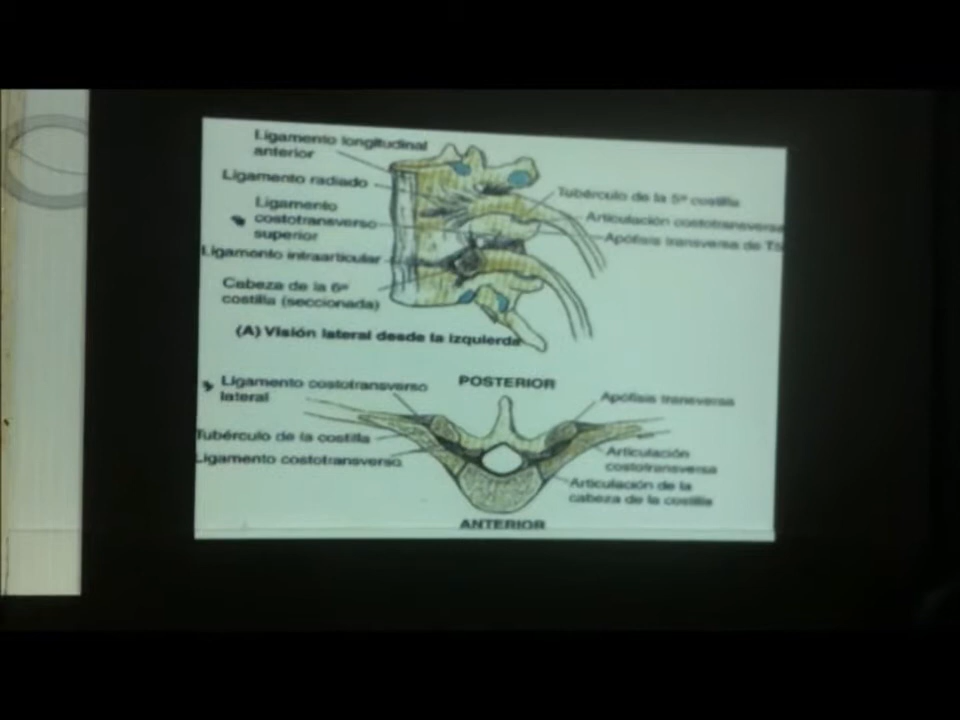 Ligamento longitudinal
anterior
Ligamento radiado
Ligamento
costotransverso
superior
Ligamento intraarticular
Cabeza de la 6ª
costilla (seccionada)
Tubérculo de la 5ª costilla
Articulación costotransversa
Apófisis transversa de T5
(A) Visión lateral desde la izquierda
POSTERIOR
Ligamento costotransverso
lateral
Tubérculo de la costilla
Ligamento costotransverso
Apófisis transversa
Articulación
costotransversa
Articulación de la
cabeza de la costilla
ANTERIOR